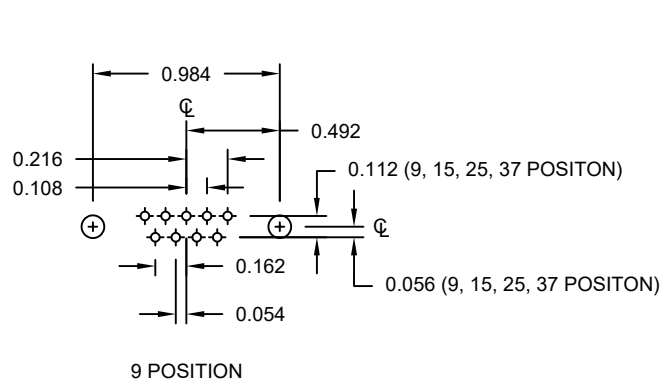 0.984
℄
0.492
0.216
0.112 (9, 15, 25, 37 POSITON)
0.108
℄
0.162
0.056 (9, 15, 25, 37 POSITON)
0.054
9 POSITION